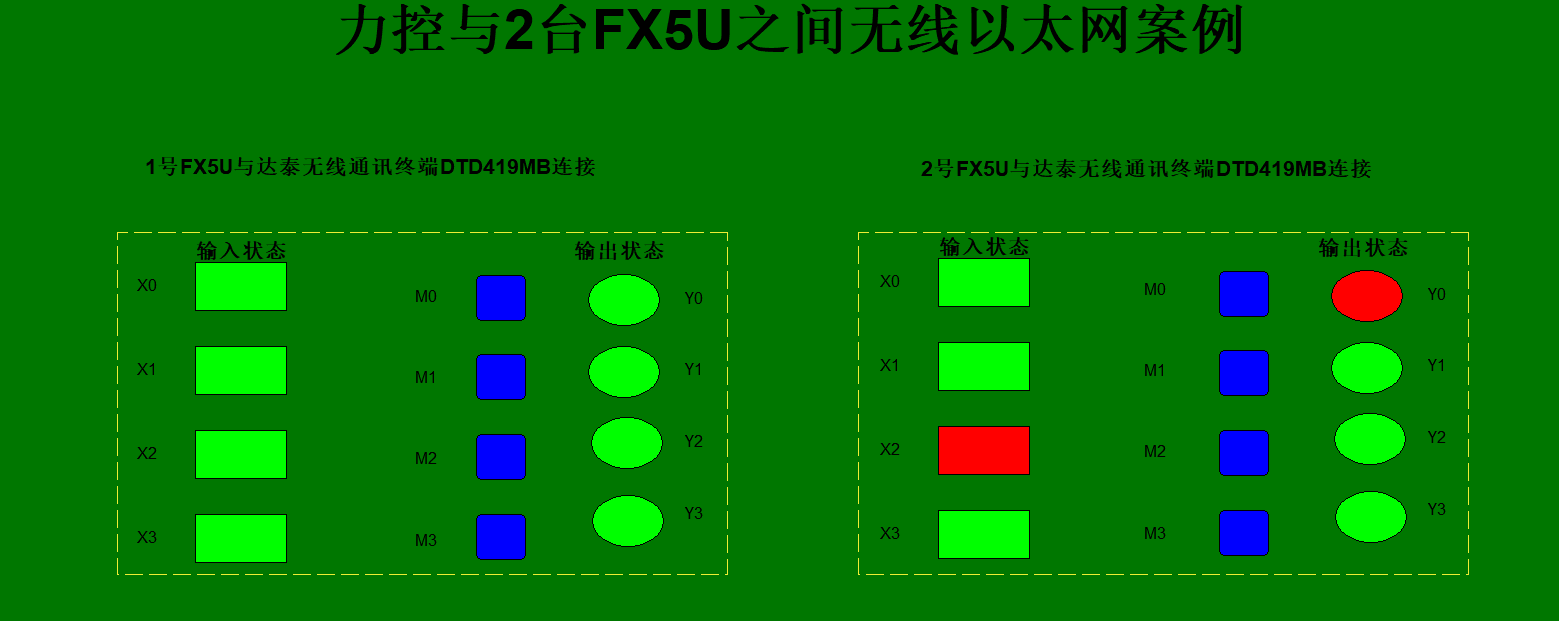 力控与2台FX5U之间无线以太网案例
1号FX5U与达泰无线通讯终端DTD419MB连接
2号FX5U与达泰无线通讯终端DTD419MB连接
输入状态
输出状态
X0
M0
Y0
X1
M1
Y1
X2
M2
Y2
X3
M3
Y3
输入状态
输出状态
X0
M0
Y0
X1
M1
Y1
X2
M2
Y2
X3
M3
Y3